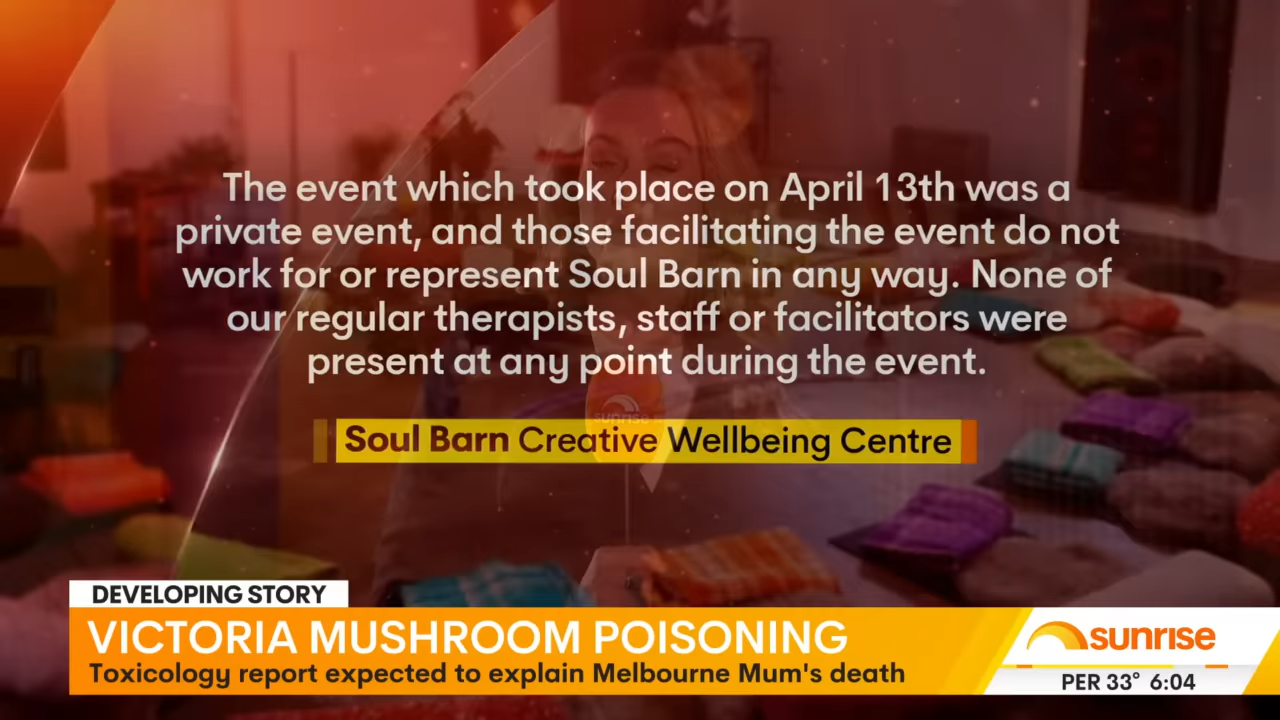 The event which took place on April 13th was a
private event, and those facilitating the event do not
work for or represent Soul Barn in any way. None of
our regular therapists, staff or facilitators were
present at any point during the event.
sunrise
Soul Barn Creative Wellbeing Centre
DEVELOPING STORY
VICTORIA MUSHROOM POISONING
Toxicology report expected to explain Melbourne Mum's death
sunrise
PER 33° 6:04